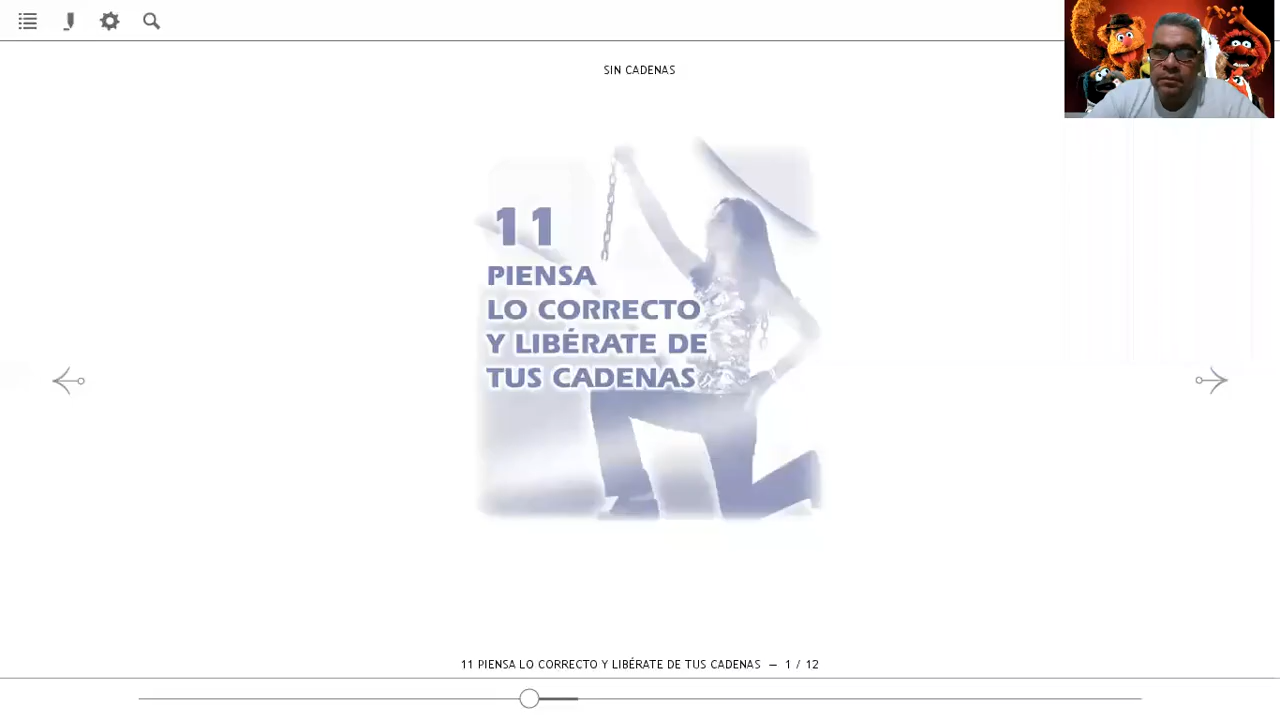 SIN CADENAS
11
PIENSA
LO CORRECTO
Y LIBÉRATE DE
TUS CADENAS
11 PIENSA LO CORRECTO Y LIBÉRATE DE TUS CADENAS — 1 / 12